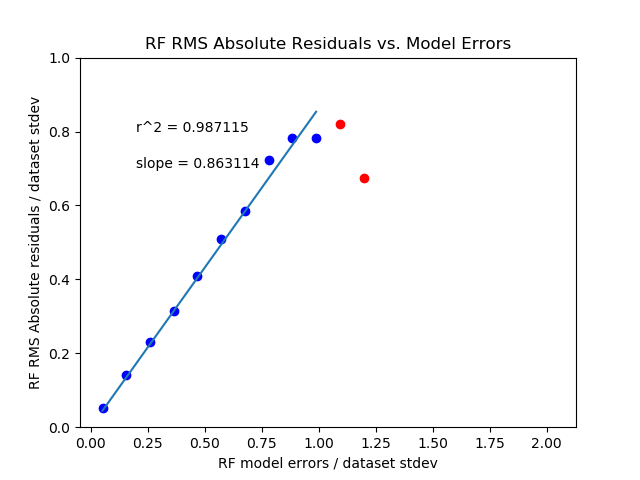 RF RMS Absolute Residuals vs. Model Errors
1.0
0.8
0.6
0.4
0.2
0.0
r^2 = 0.987115
slope = 0.863114
RF RMS Absolute residuals / dataset stdev
0.00 0.25 0.50 0.75 1.00 1.25 1.50 1.75 2.00
RF model errors / dataset stdev